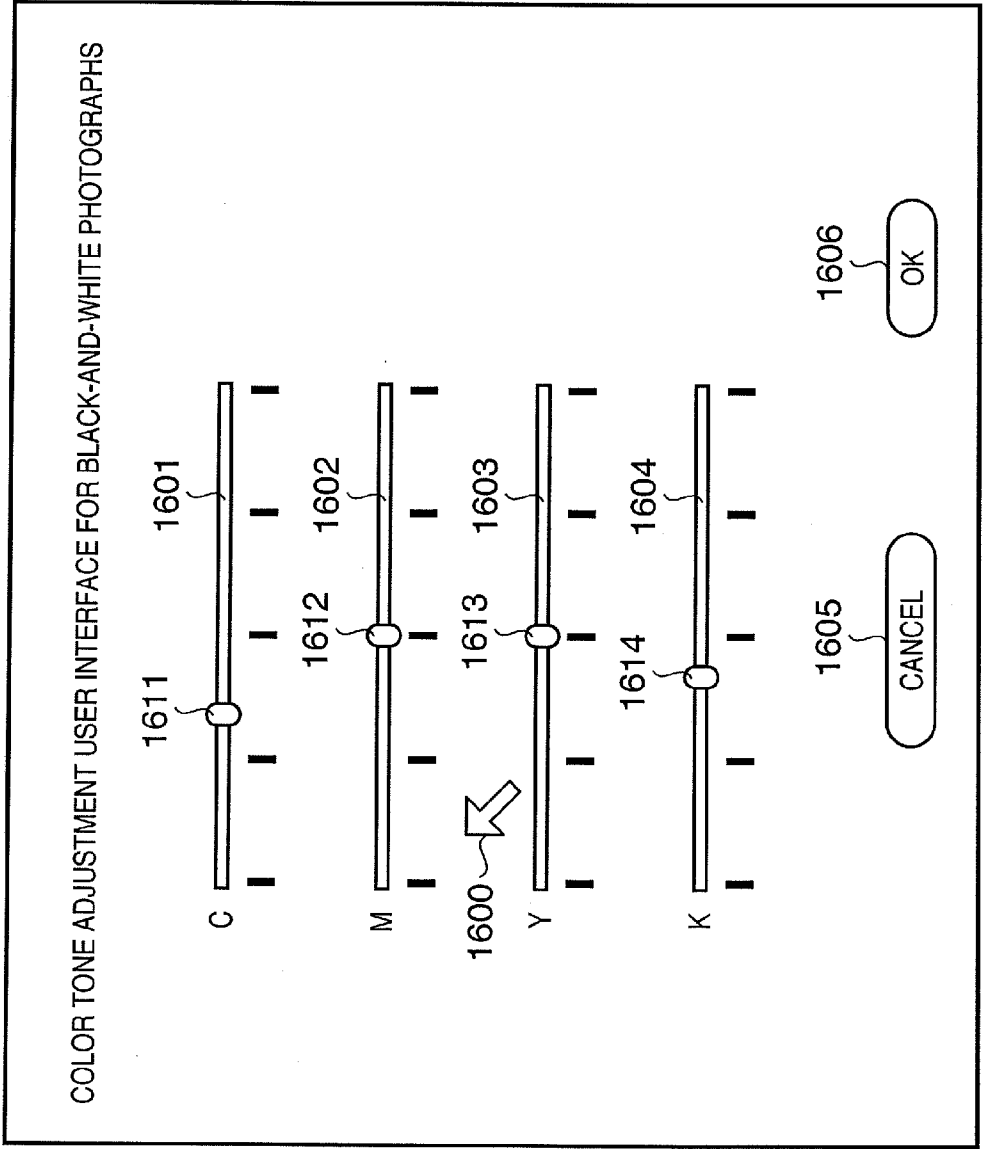 COLOR TONE ADJUSTMENT USER INTERFACE FOR BLACK-AND-WHITE PHOTOGRAPHS
1611
1601
C
1612
1602
M
1600
1613
1603
Y
1614
1604
K
1605
1606
CANCEL
OK